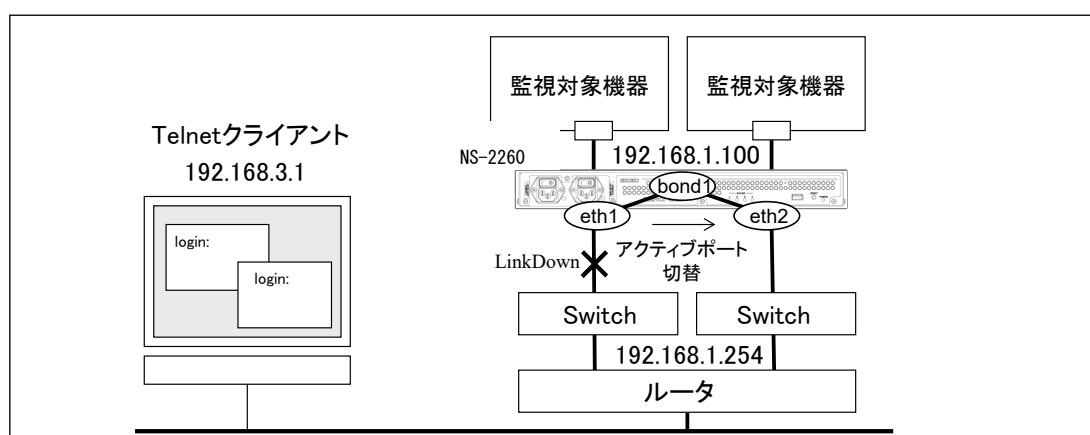 監視対象機器
監視対象機器
Telnetクライアント
192.168.3.1
NS-2260
192.168.1.100
bond1
eth1
eth2
login:
login:
アクティブポート
切替
LinkDown
Switch
Switch
192.168.1.254
ルータ